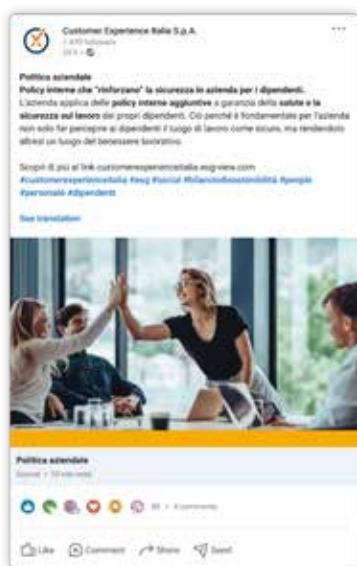 Customer Experience Italia S.p.A.
followers
Politica aziendale
Policy interne che "rinforzano" la sicurezza in azienda per i dipendenti.
L'azienda applica delle policy interne aggiuntive a garanzia della salute e la
sicurezza sul lavoro dei propri dipendenti. Ciò perché è fondamentale per l'azienda
non solo far percepire ai dipendenti il luogo di lavoro come sicuro, ma rendendolo
altresì un luogo del benessere lavorativo.
Scopri di più al link customerexperienceitalia.esg-view.com
#customerexperienceitalia #esg #social #bilanciodisostenibilità #people
#personale #dipendenti
See translation
Politica aziendale
comments
Like Comment Share Send